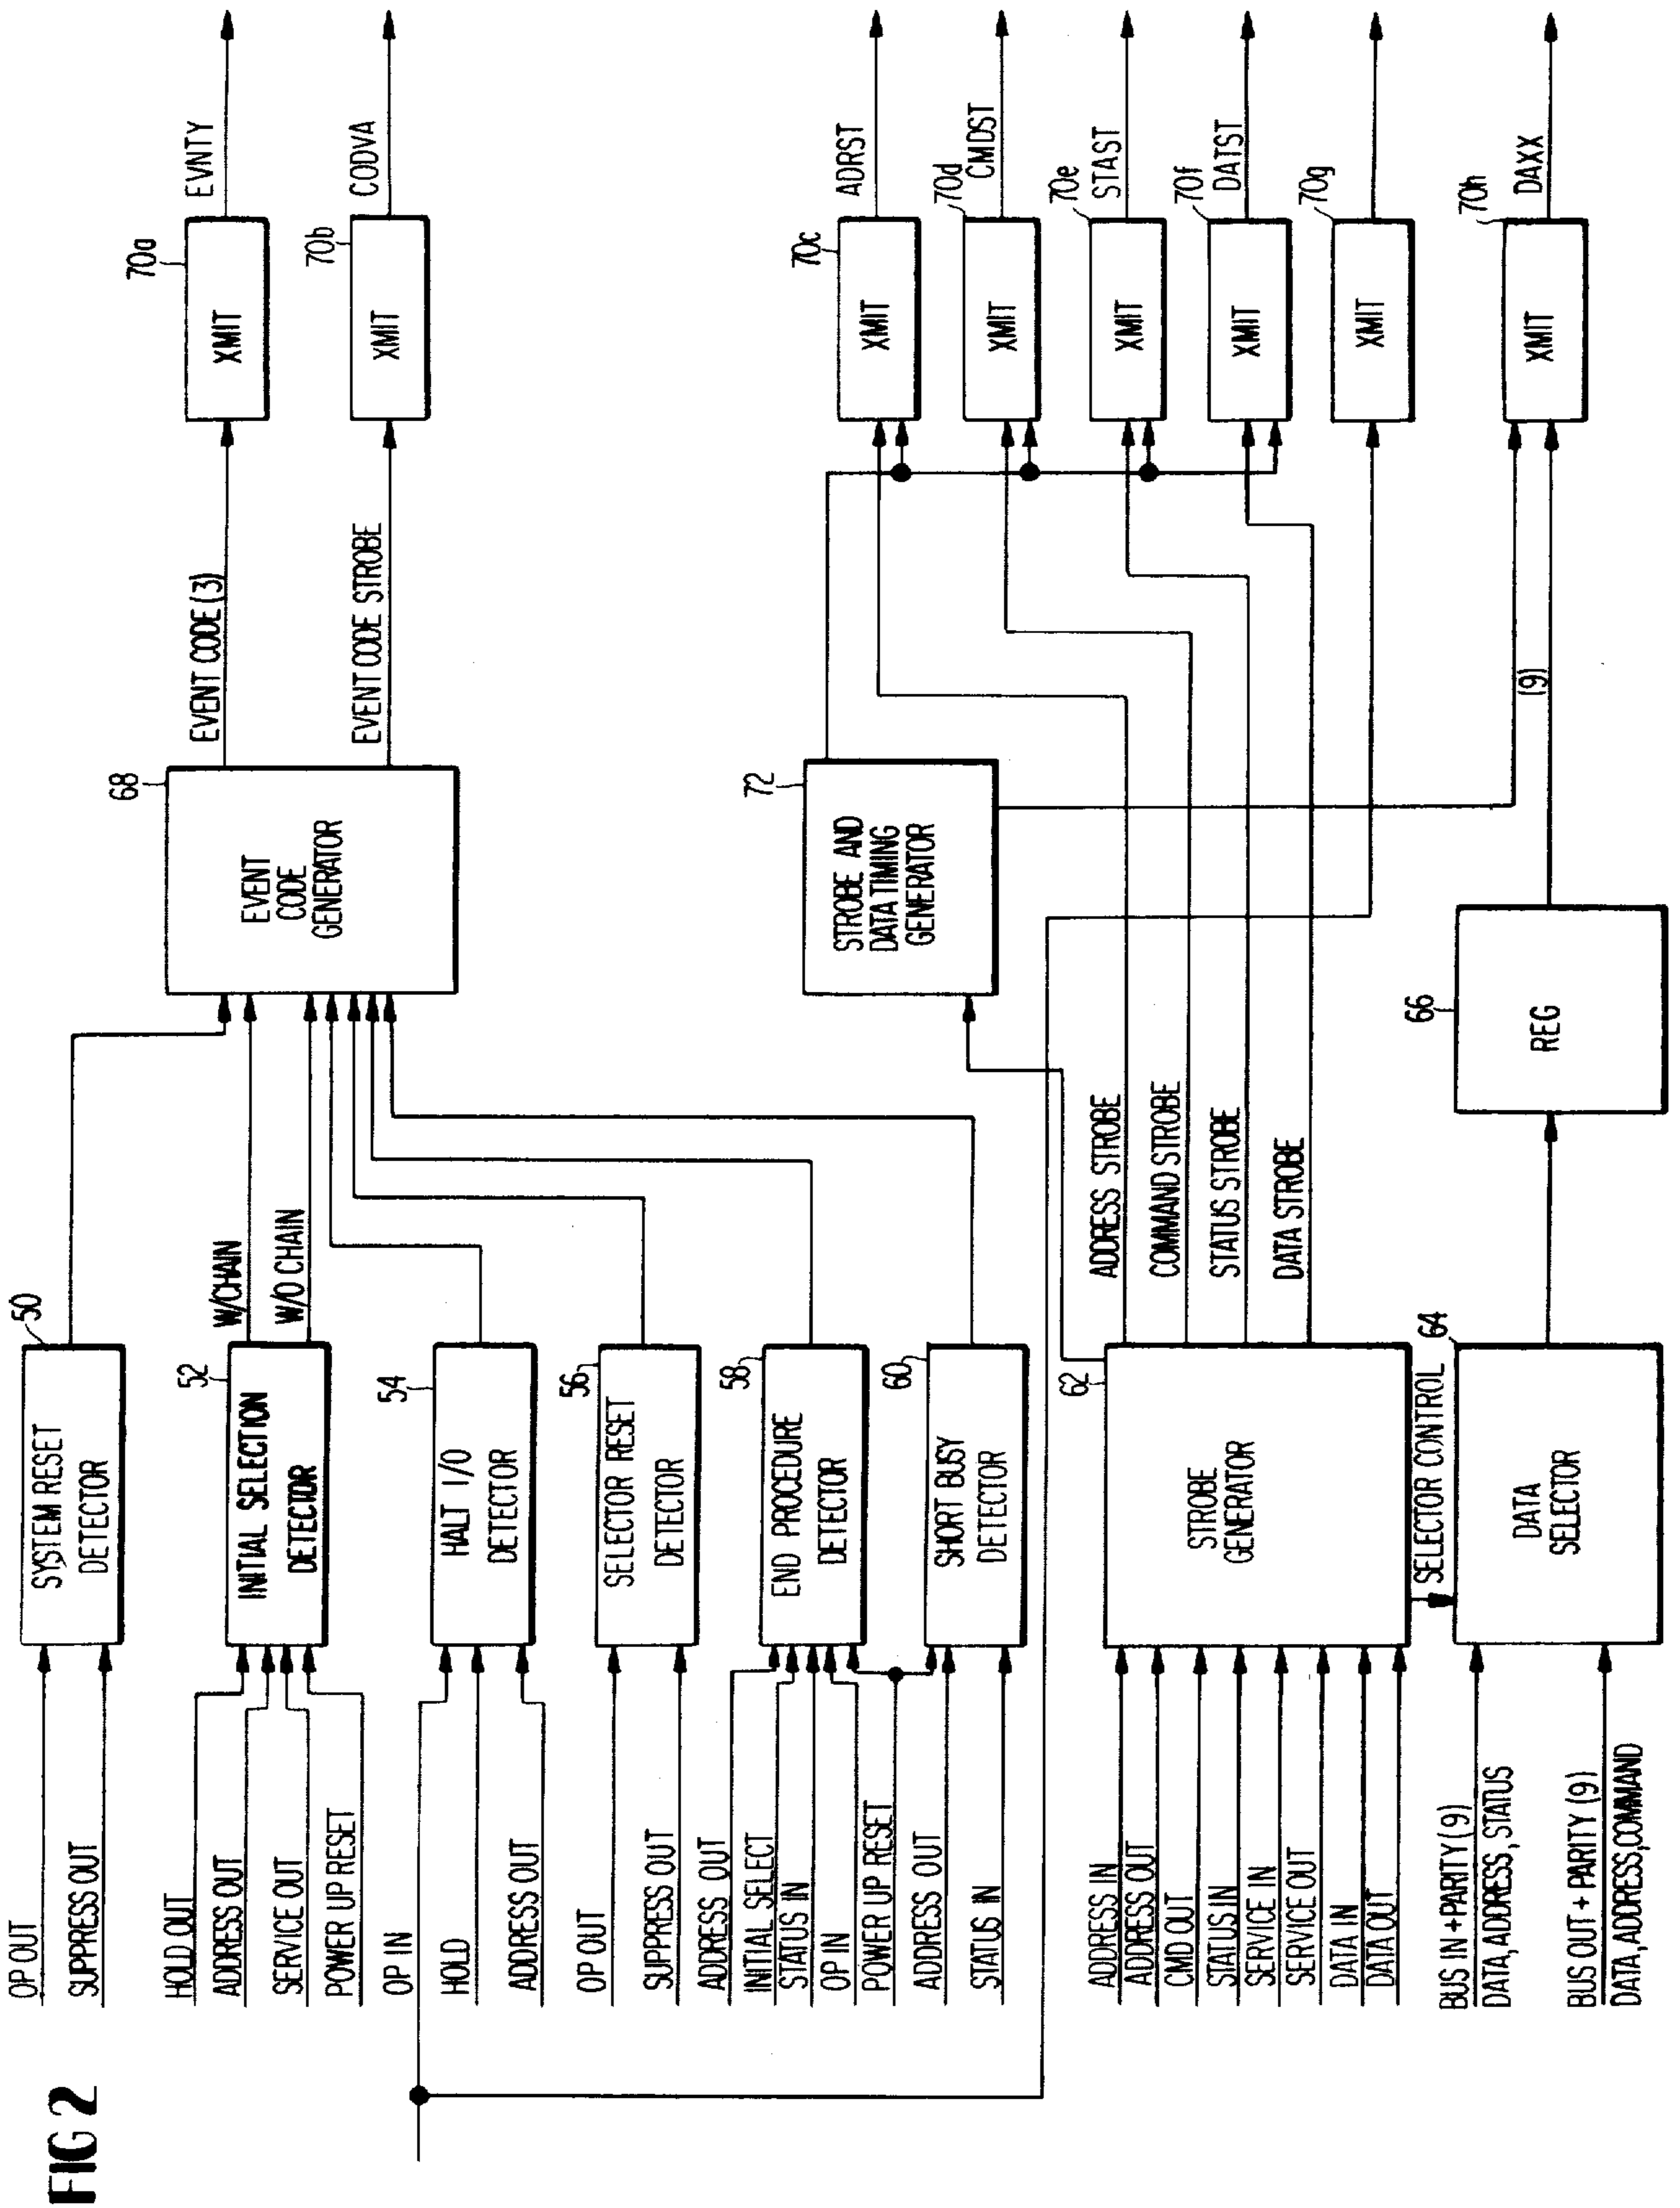 FIG 2
OP OUT
SUPPRESS OUT
50
SYSTEM RESET
DETECTOR
HOLD OUT
ADDRESS OUT
SERVICE OUT
POWER UP RESET
52
INITIAL SELECTION
DETECTOR
W/CHAIN
W/O CHAIN
OP IN
HOLD
ADDRESS OUT
54
HALT I/O
DETECTOR
OP OUT
SUPPRESS OUT
56
SELECTOR RESET
DETECTOR
ADDRESS OUT
INITIAL SELECT
STATUS IN
OP IN
POWER UP RESET
58
END PROCEDURE
DETECTOR
ADDRESS OUT
STATUS IN
60
SHORT BUSY
DETECTOR
68
EVENT
CODE
GENERATOR
EVENT CODE (3)
EVENT CODE STROBE
70a
XMIT
EVNTY
70b
XMIT
CODVA
ADDRESS IN
ADDRESS OUT
CMD OUT
STATUS IN
SERVICE IN
SERVICE OUT
DATA IN
DATA OUT
62
STROBE
GENERATOR
ADDRESS STROBE
COMMAND STROBE
STATUS STROBE
DATA STROBE
SELECTOR CONTROL
72
STROBE AND
DATA TIMING
GENERATOR
70c
XMIT
ADRST
70d
XMIT
CMDST
70e
XMIT
STAST
70f
XMIT
DATST
70g
XMIT
BUS IN + PARITY (9)
DATA, ADDRESS, STATUS
BUS OUT + PARITY (9)
DATA, ADDRESS, COMMAND
64
DATA
SELECTOR
66
REG
(9)
70h
XMIT
DAXX